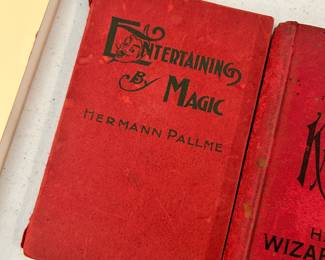 Entertaining
By Magic
Hermann Pallme
WIZAR